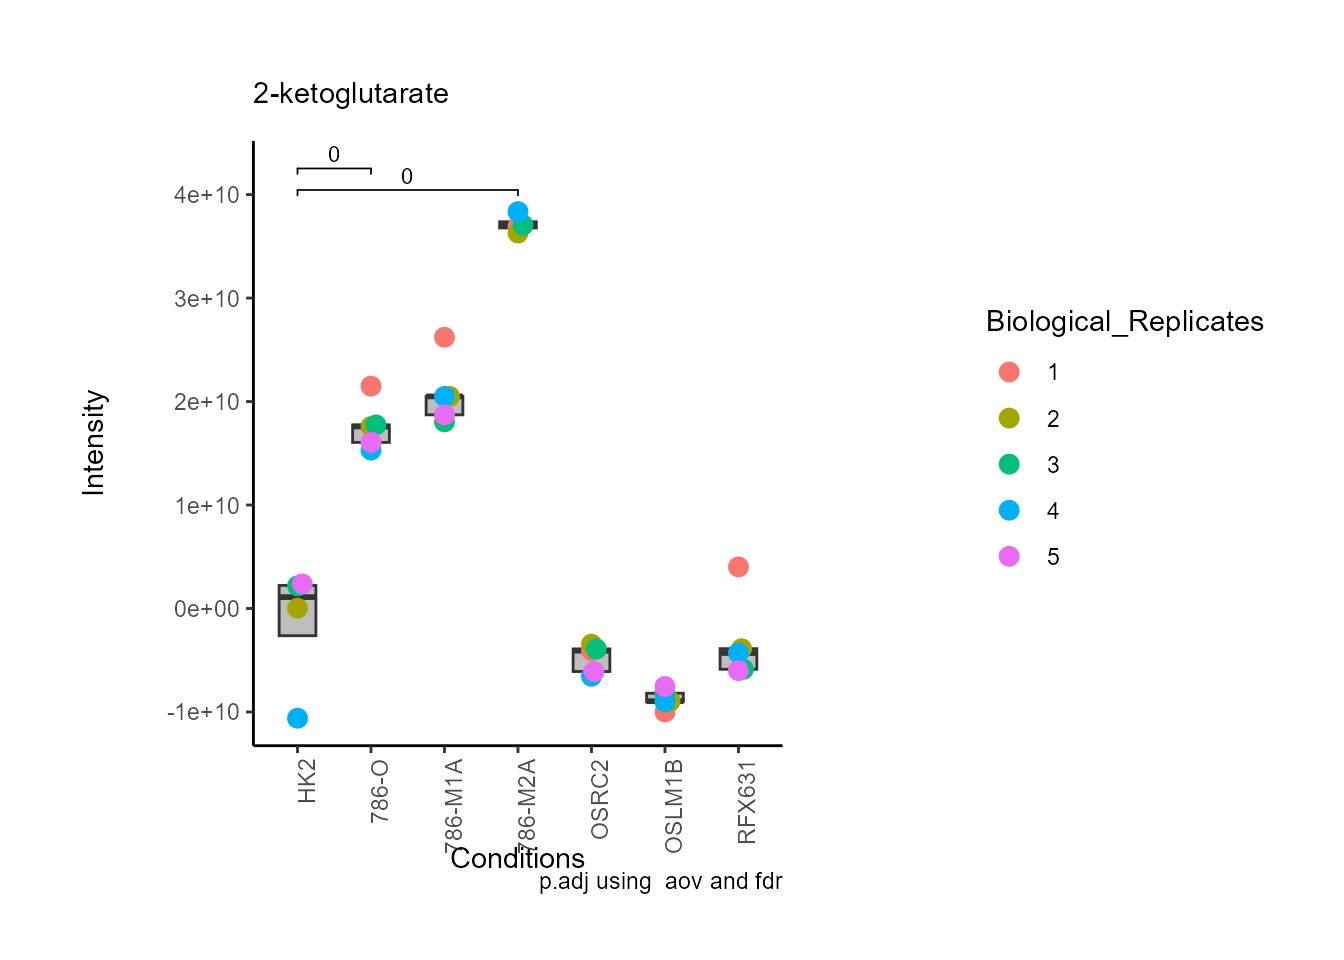 2-ketoglutarate
0
0
4e+10
3e+10
2e+10
1e+10
0e+00
-1e+10
Intensity
HK2
786-O
786-M1A
786-M2A
OSRC2
OSLM1B
RFX631
Conditions
p.adj using  aov and fdr
Biological_Replicates
1
2
3
4
5